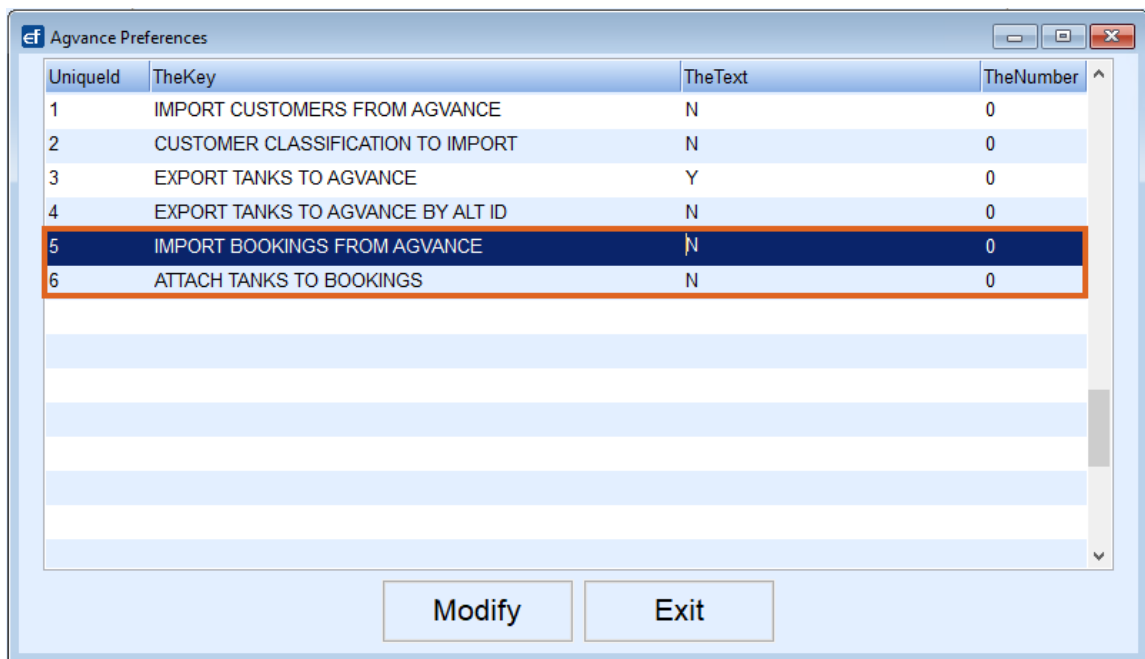 ef Agvance Preferences
UniqueId TheKey TheText TheNumber
1 IMPORT CUSTOMERS FROM AGVANCE N 0
2 CUSTOMER CLASSIFICATION TO IMPORT N 0
3 EXPORT TANKS TO AGVANCE Y 0
4 EXPORT TANKS TO AGVANCE BY ALT ID N 0
5 IMPORT BOOKINGS FROM AGVANCE N 0
6 ATTACH TANKS TO BOOKINGS N 0
Modify Exit